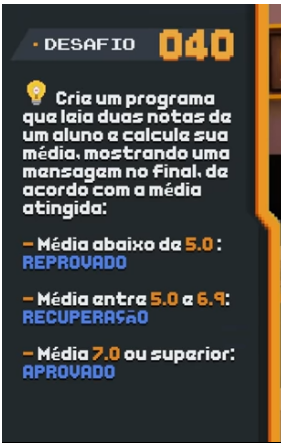 • DESAFIO 040
Crie um programa
que leia duas notas de
um aluno e calcule sua
média, mostrando uma
mensagem no final, de
acordo com a média
atingida:
– Média abaixo de 5.0:
REPROVADO
– Média entre 5.0 e 6.9:
RECUPERAÇÃO
– Média 7.0 ou superior:
APROVADO